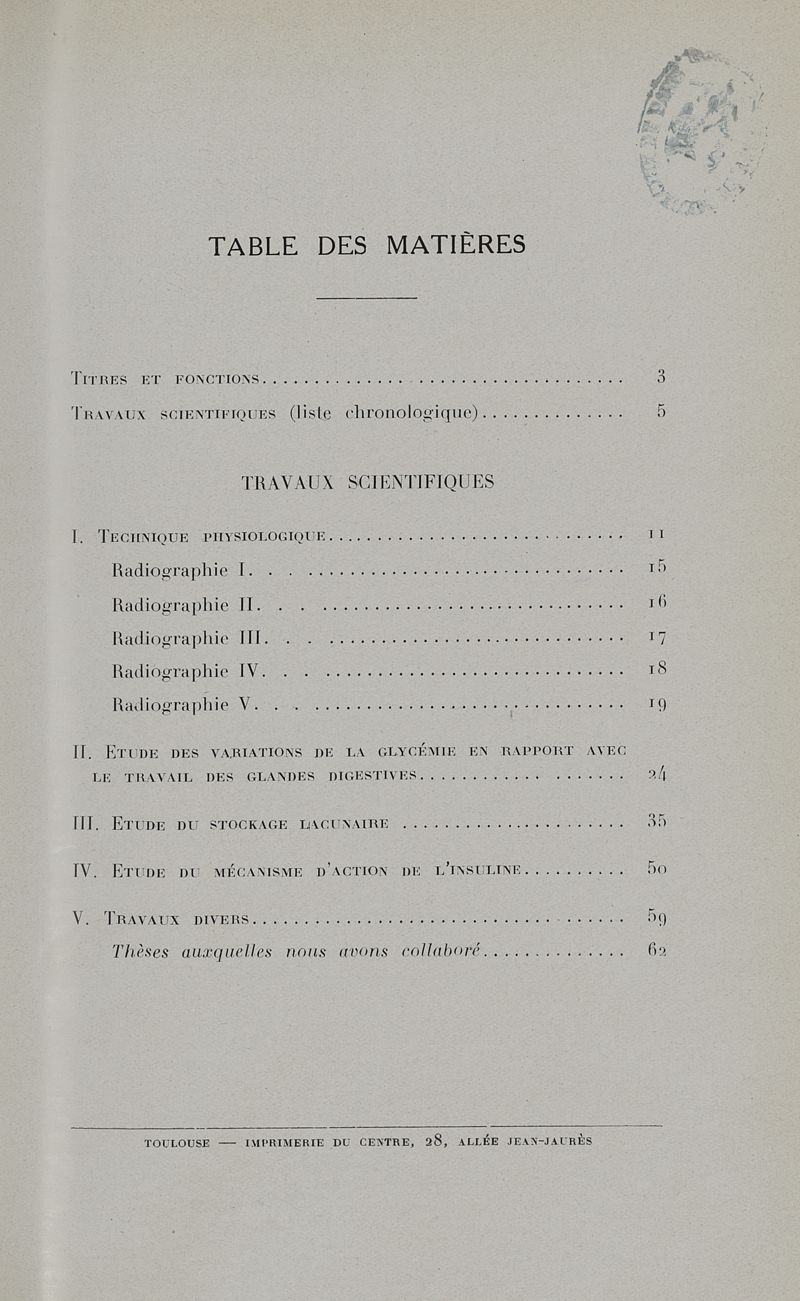 TABLE DES MATIÈRES
TITRES ET FONCTIONS........................................ 3
TRAVAUX SCIENTIFIQUES (liste chronologique).............. 5
TRAVAUX SCIENTIFIQUES
I. TECHNIQUE PHYSIOLOGIQUE.............................. 11
Radiographie I................................... 15
Radiographie II.................................. 16
Radiographie III................................. 17
Radiographie IV.................................. 18
Radiographie V................................... 19
II. ETUDE DES VARIATIONS DE LA GLYCÉMIE EN RAPPORT AVEC
LE TRAVAIL DES GLANDES DIGESTIVES.................... 24
III. ETUDE DU STOCKAGE LACUNAIRE ........................ 35
IV. ETUDE DU MÉCANISME D'ACTION DE L'INSULINE.......... 50
V. TRAVAUX DIVERS........................................ 59
Thèses auxquelles nous avons collaboré.............. 62
TOULOUSE — IMPRIMERIE DU CENTRE, 28, ALLÉE JEAN-JAURÈS